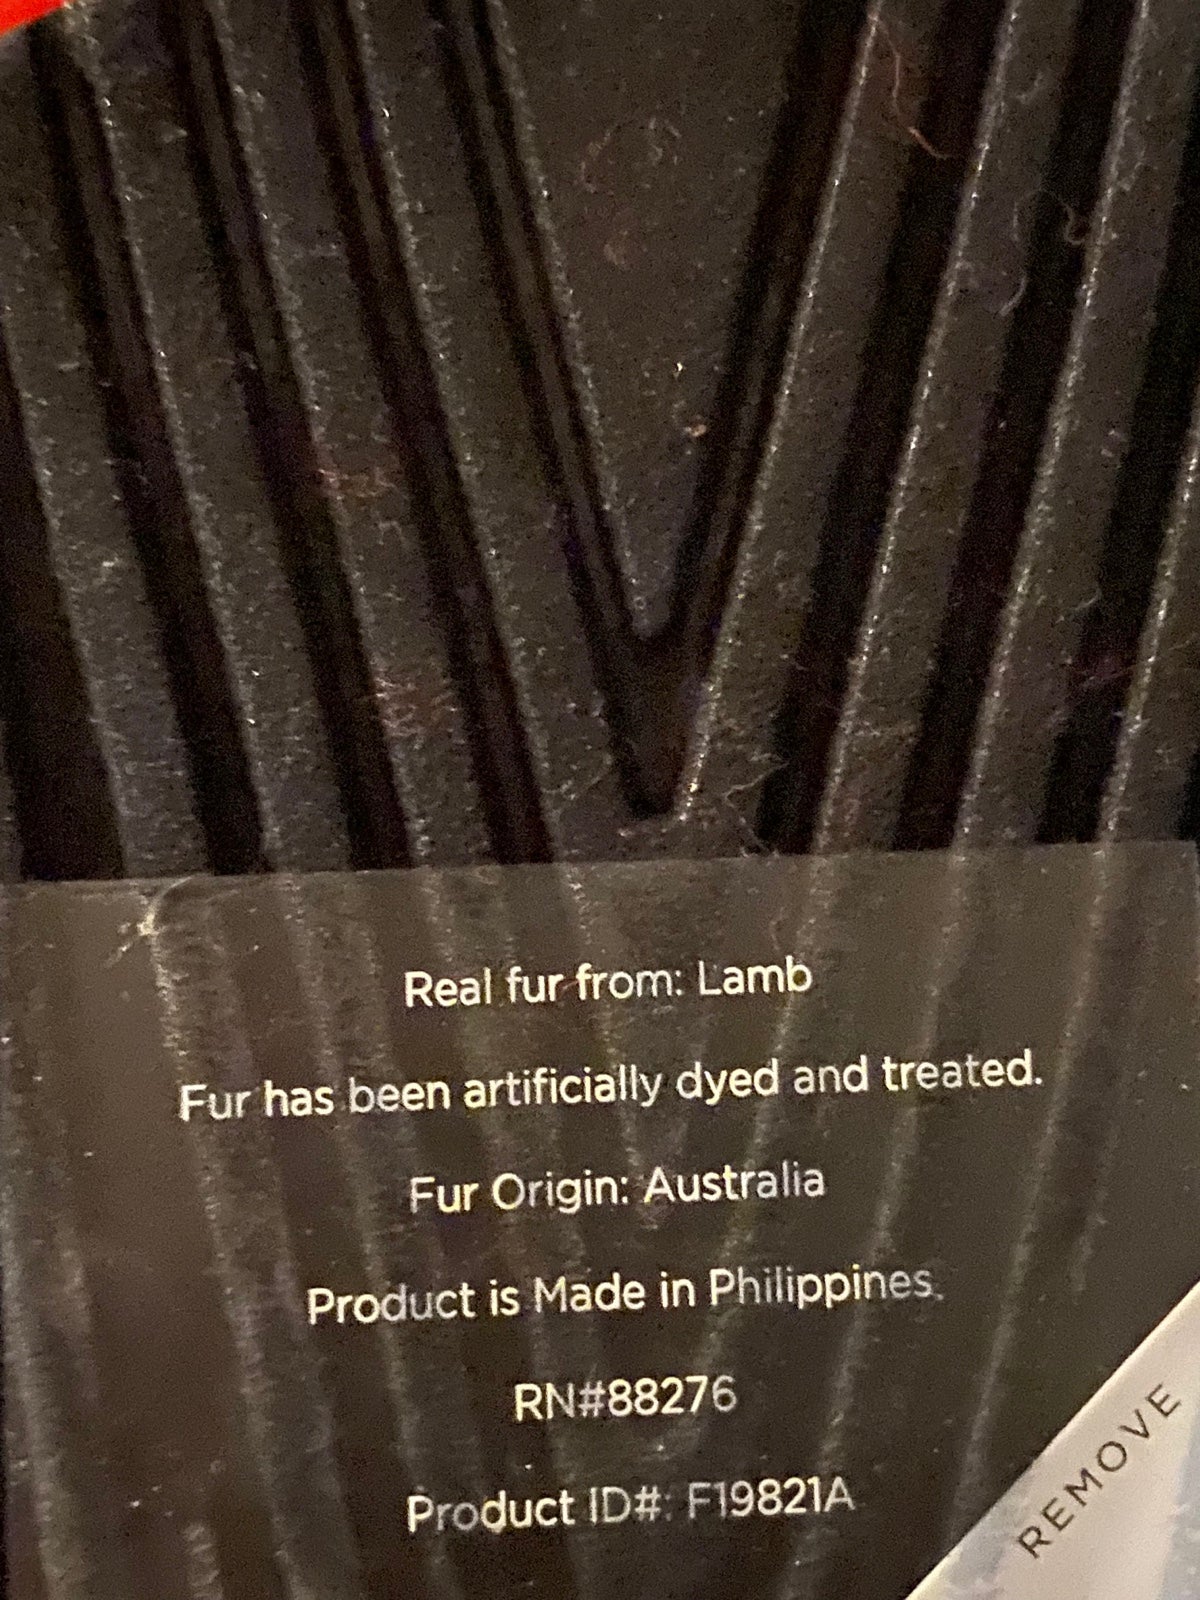 Real fur from: Lamb
Fur has been artificially dyed and treated.
Fur Origin: Australia
Product is Made in Philippines.
RN#88276
Product ID#: F19821A
REMOVE